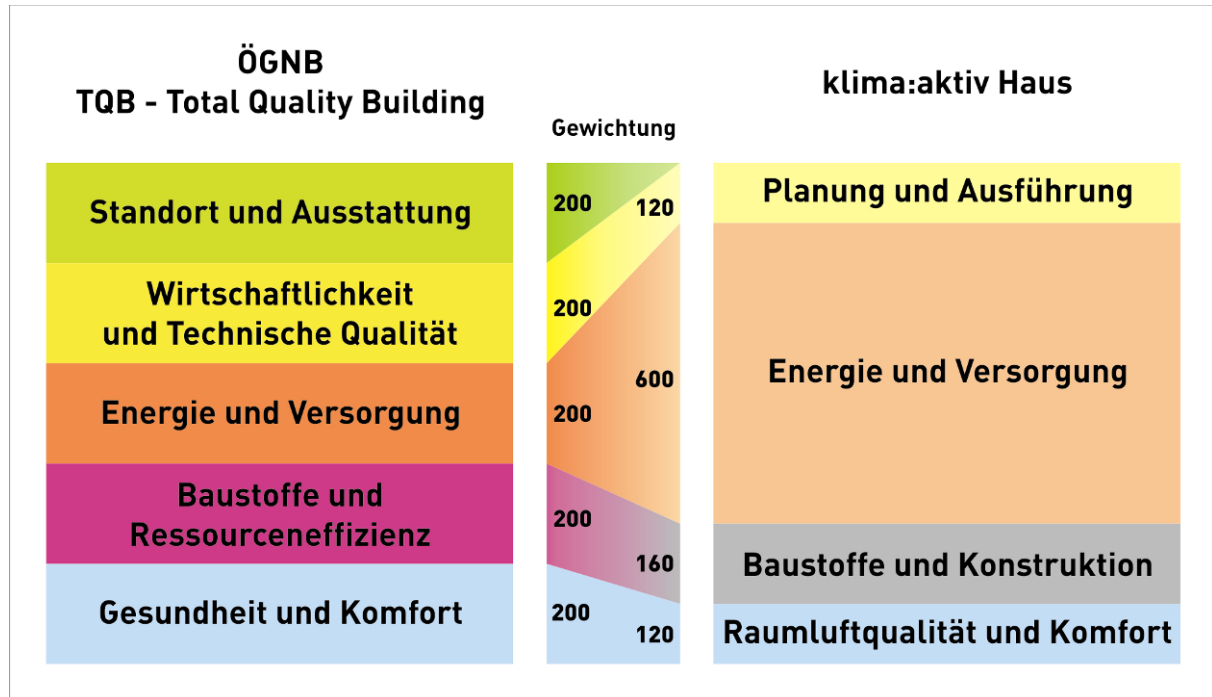 ÖGNB
TQB - Total Quality Building
klima:aktiv Haus
Gewichtung
Standort und Ausstattung
200
120
Planung und Ausführung
Wirtschaftlichkeit
und Technische Qualität
200
Energie und Versorgung
200
600
Energie und Versorgung
Baustoffe und
Ressourceneffizienz
200
160
Baustoffe und Konstruktion
Gesundheit und Komfort
200
120
Raumluftqualität und Komfort